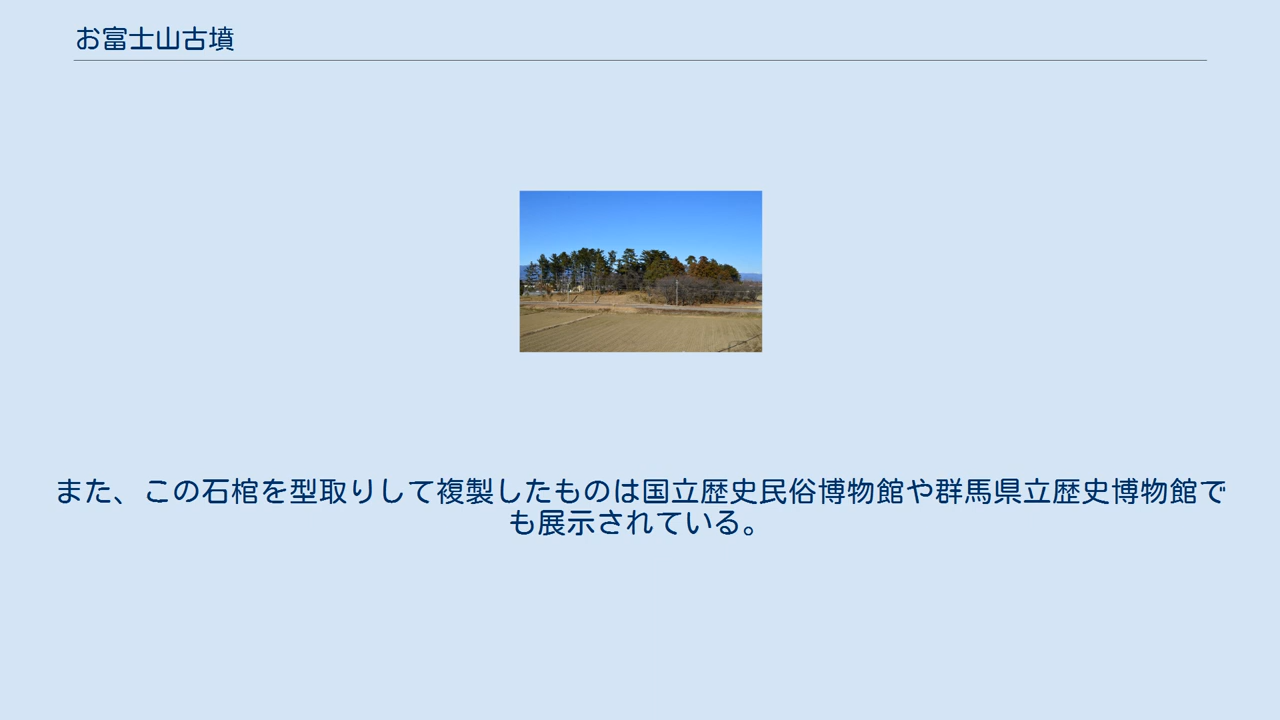 お富士山古墳
また、この石棺を型取りして複製したものは国立歴史民俗博物館や群馬県立歴史博物館で
も展示されている。